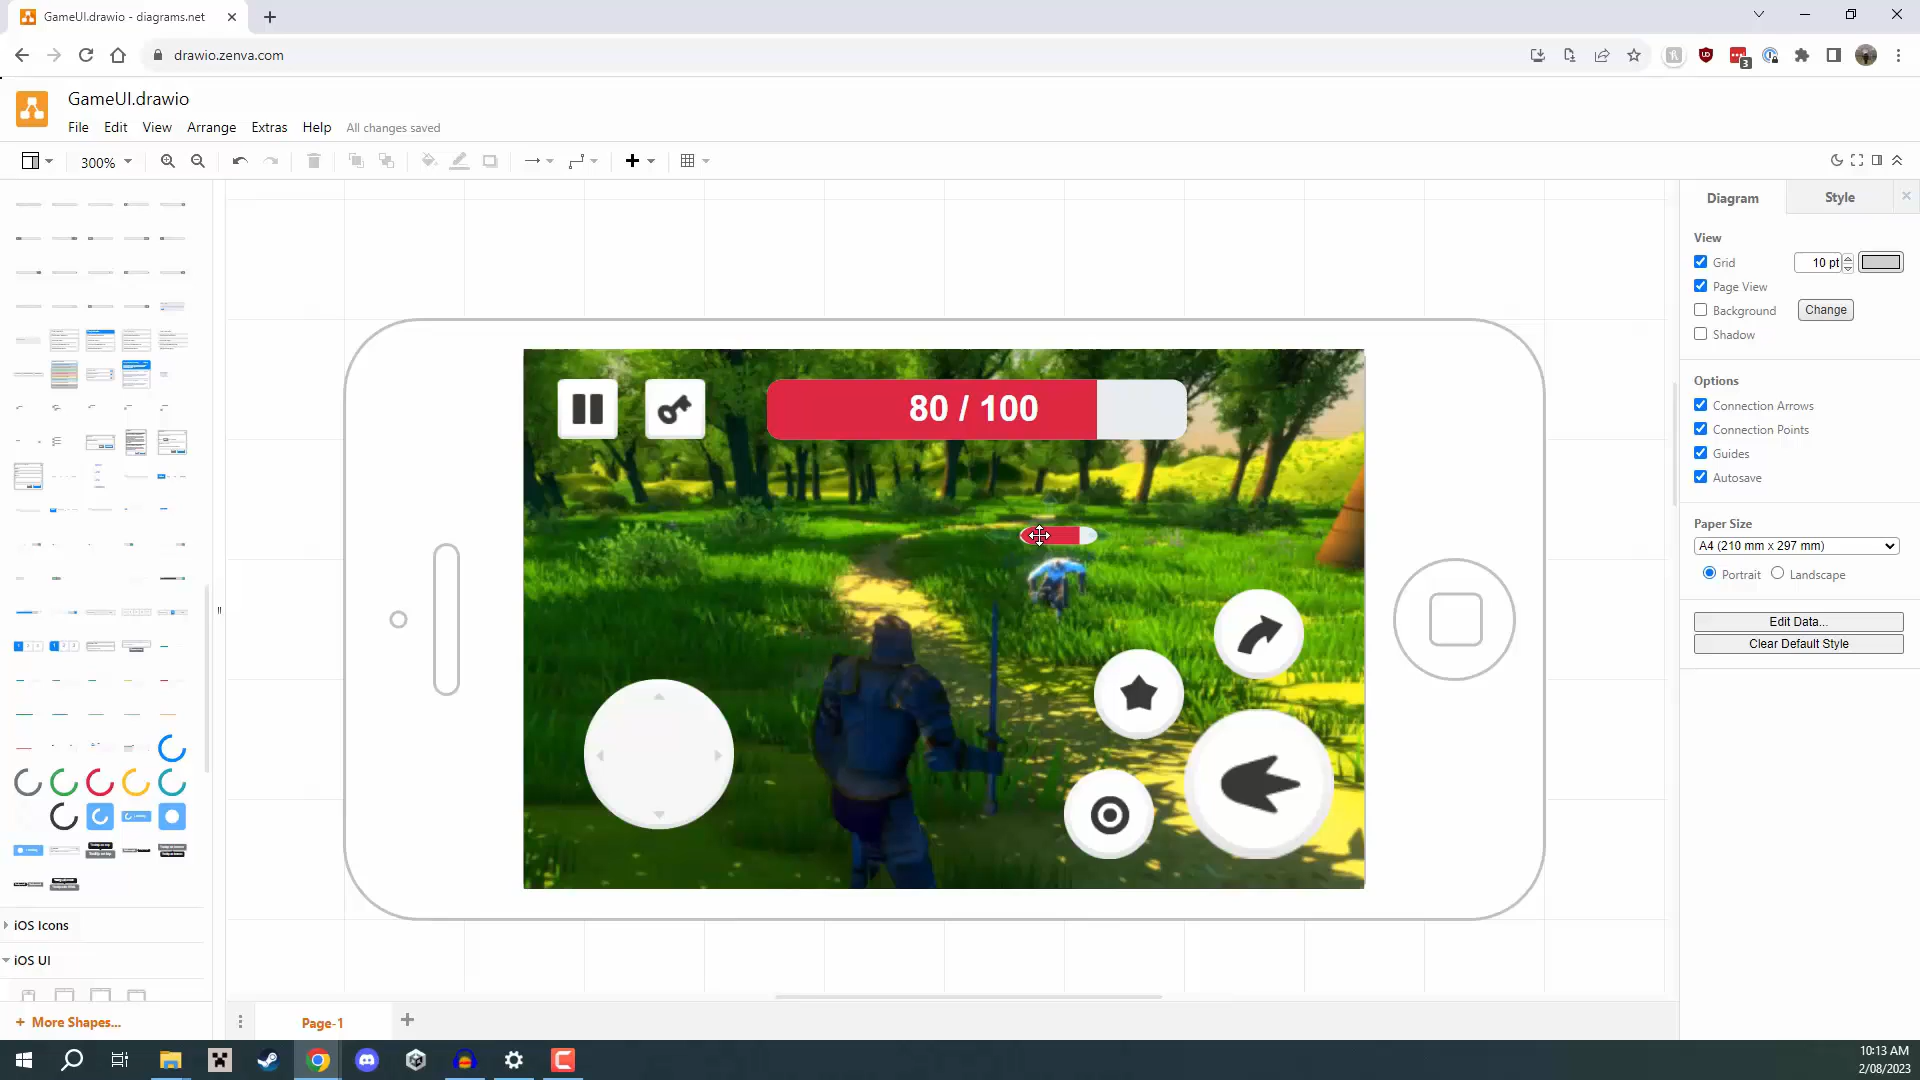 GameUI.drawio - diagrams.net
drawio.zenva.com
3
GameUI.drawio
File Edit View Arrange Extras Help All changes saved
300%
Diagram Style
View
Grid 10 pt
Page View
Background Change
Shadow
Options
Connection Arrows
Connection Points
Guides
Autosave
Paper Size
A4 (210 mm x 297 mm)
Portrait Landscape
Edit Data...
Clear Default Style
80 / 100
iOS Icons
iOS UI
+ More Shapes...
Page-1
10:13 AM
2/08/2023